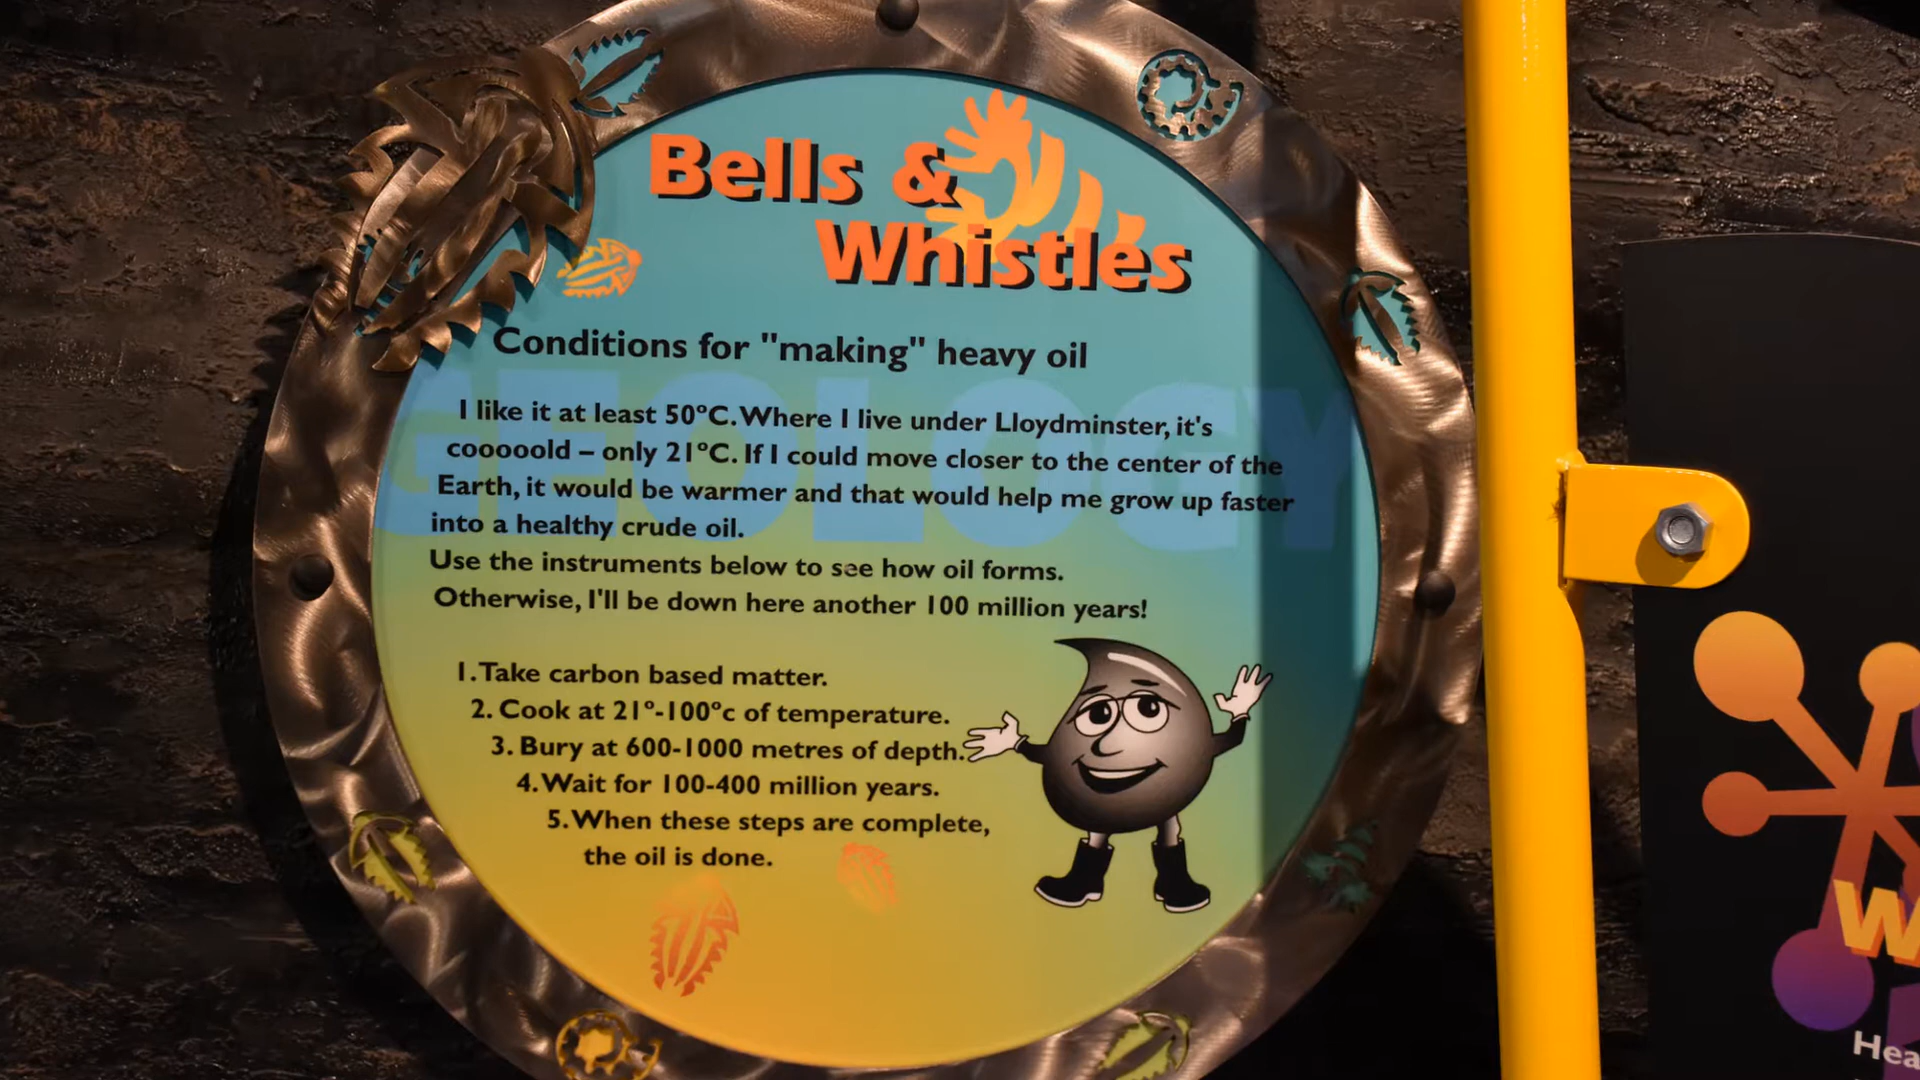 Bells &
Whistles
Conditions for "making" heavy oil
GEOLOGY
I like it at least 50°C. Where I live under Lloydminster, it's
cooooold – only 21°C. If I could move closer to the center of the
Earth, it would be warmer and that would help me grow up faster
into a healthy crude oil.
Use the instruments below to see how oil forms.
Otherwise, I'll be down here another 100 million years!
1. Take carbon based matter.
2. Cook at 21°-100°c of temperature.
3. Bury at 600-1000 metres of depth.
4. Wait for 100-400 million years.
5. When these steps are complete,
the oil is done.